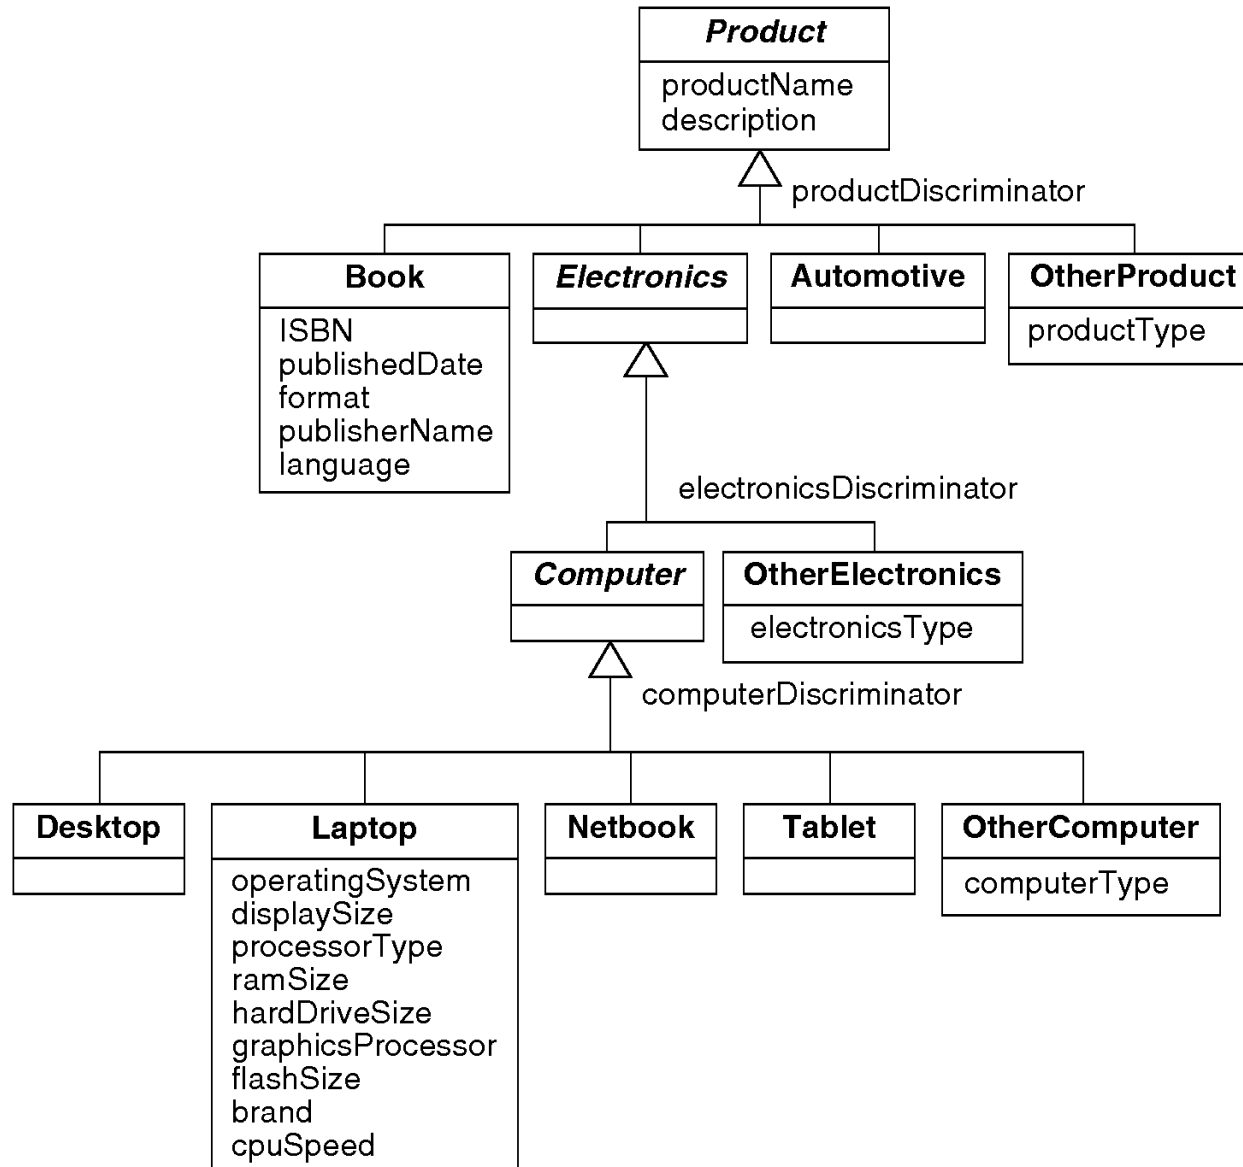 Product
productName
description
productDiscriminator
Book
ISBN
publishedDate
format
publisherName
language
Electronics
Automotive
OtherProduct
productType
electronicsDiscriminator
Computer
OtherElectronics
electronicsType
computerDiscriminator
Desktop
Laptop
operatingSystem
displaySize
processorType
ramSize
hardDriveSize
graphicsProcessor
flashSize
brand
cpuSpeed
Netbook
Tablet
OtherComputer
computerType